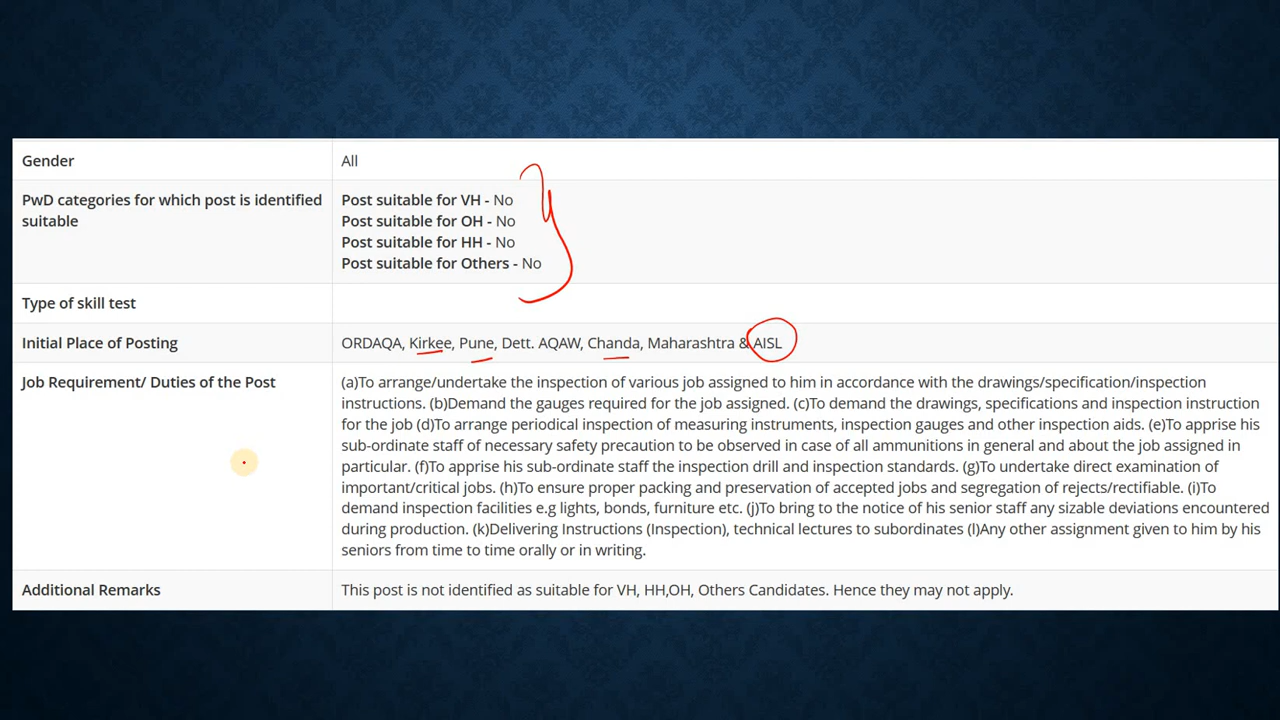 Gender All
PwD categories for which post is identified suitable
Post suitable for VH - No
Post suitable for OH - No
Post suitable for HH - No
Post suitable for Others - No
Type of skill test
Initial Place of Posting ORDAQA, Kirkee, Pune, Dett. AQAW, Chanda, Maharashtra & AISL
Job Requirement/ Duties of the Post
(a)To arrange/undertake the inspection of various job assigned to him in accordance with the drawings/specification/inspection
instructions. (b)Demand the gauges required for the job assigned. (c)To demand the drawings, specifications and inspection instruction
for the job (d)To arrange periodical inspection of measuring instruments, inspection gauges and other inspection aids. (e)To apprise his
sub-ordinate staff of necessary safety precaution to be observed in case of all ammunitions in general and about the job assigned in
particular. (f)To apprise his sub-ordinate staff the inspection drill and inspection standards. (g)To undertake direct examination of
important/critical jobs. (h)To ensure proper packing and preservation of accepted jobs and segregation of rejects/rectifiable. (i)To
demand inspection facilities e.g lights, bonds, furniture etc. (j)To bring to the notice of his senior staff any sizable deviations encountered
during production. (k)Delivering Instructions (Inspection), technical lectures to subordinates (l)Any other assignment given to him by his
seniors from time to time orally or in writing.
Additional Remarks This post is not identified as suitable for VH, HH,OH, Others Candidates. Hence they may not apply.